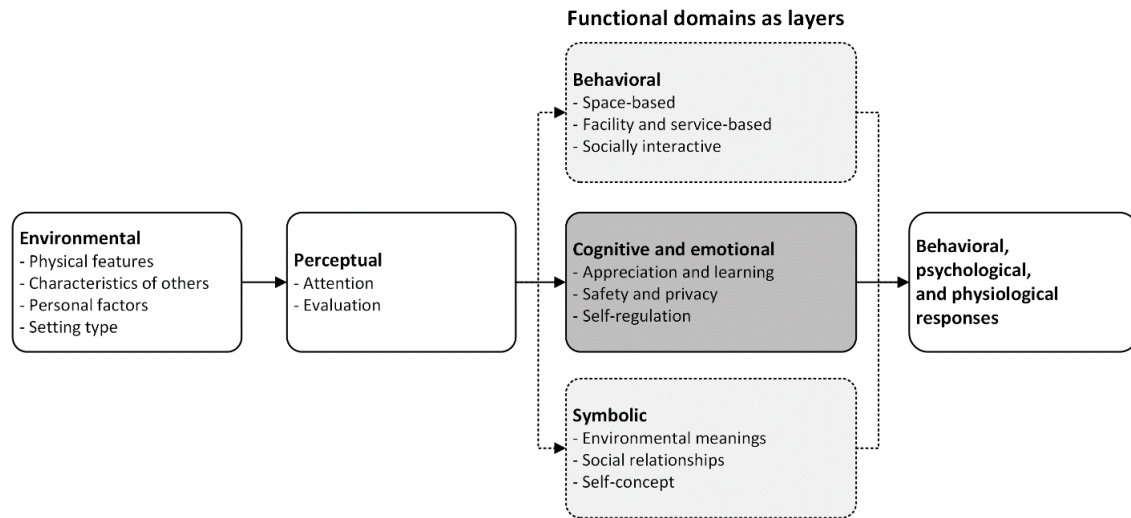 Functional domains as layers
Behavioral
- Space-based
- Facility and service-based
- Socially interactive
Environmental
- Physical features
- Characteristics of others
- Personal factors
- Setting type
Perceptual
- Attention
- Evaluation
Cognitive and emotional
- Appreciation and learning
- Safety and privacy
- Self-regulation
Behavioral,
psychological,
and physiological
responses
Symbolic
- Environmental meanings
- Social relationships
- Self-concept